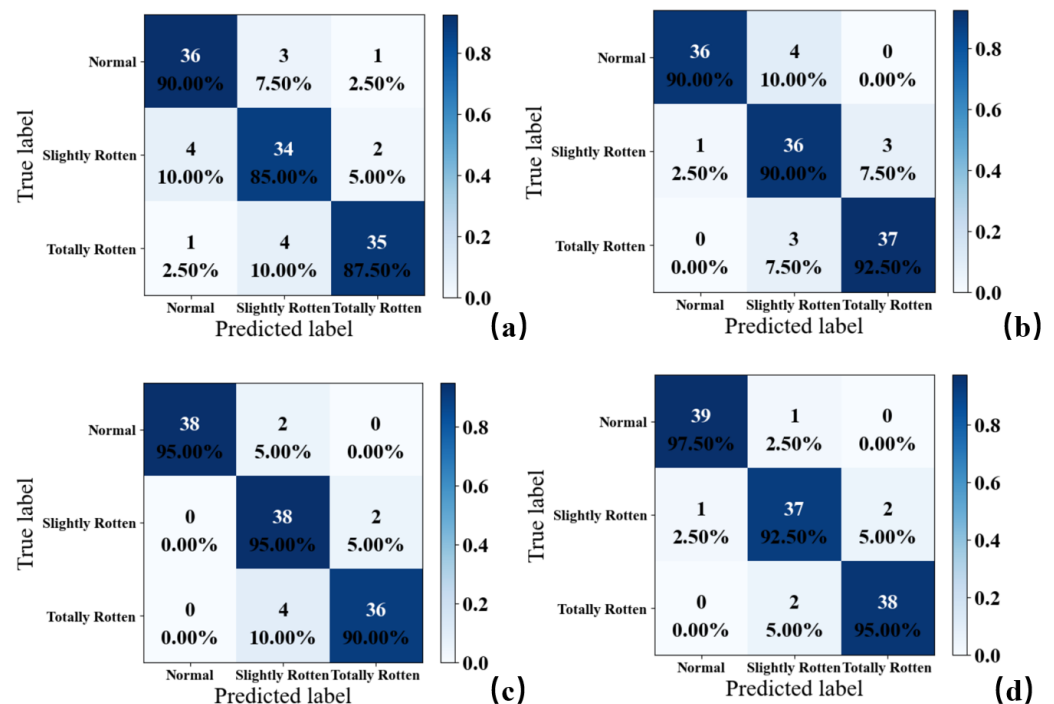 Normal 36 3 1
90.00% 7.50% 2.50%
Slightly Rotten 4 34 2
10.00% 85.00% 5.00%
Totally Rotten 1 4 35
2.50% 10.00% 87.50%
Normal Slightly Rotten Totally Rotten
Predicted label
True label
0.8
0.6
0.4
0.2
0.0
(a)
Normal 36 4 0
90.00% 10.00% 0.00%
Slightly Rotten 1 36 3
2.50% 90.00% 7.50%
Totally Rotten 0 3 37
0.00% 7.50% 92.50%
Normal Slightly Rotten Totally Rotten
Predicted label
True label
0.8
0.6
0.4
0.2
0.0
(b)
Normal 38 2 0
95.00% 5.00% 0.00%
Slightly Rotten 0 38 2
0.00% 95.00% 5.00%
Totally Rotten 0 4 36
0.00% 10.00% 90.00%
Normal Slightly Rotten Totally Rotten
Predicted label
True label
0.8
0.6
0.4
0.2
0.0
(c)
Normal 39 1 0
97.50% 2.50% 0.00%
Slightly Rotten 1 37 2
2.50% 92.50% 5.00%
Totally Rotten 0 2 38
0.00% 5.00% 95.00%
Normal Slightly Rotten Totally Rotten
Predicted label
True label
0.8
0.6
0.4
0.2
0.0
(d)